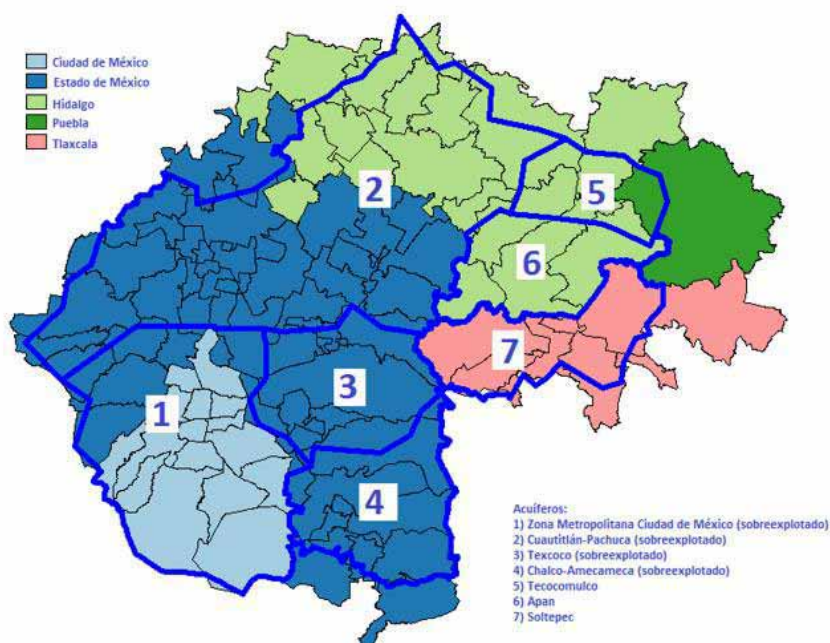 Ciudad de México
Estado de México
Hidalgo
Puebla
Tlaxcala
2
5
6
7
3
1
4
Acuíferos:
1) Zona Metropolitana Ciudad de México (sobreexplotado)
2) Cuautitlán-Pachuca (sobreexplotado)
3) Texcoco (sobreexplotado)
4) Chalco-Amecameca (sobreexplotado)
5) Tecocomulco
6) Apan
7) Soltepec